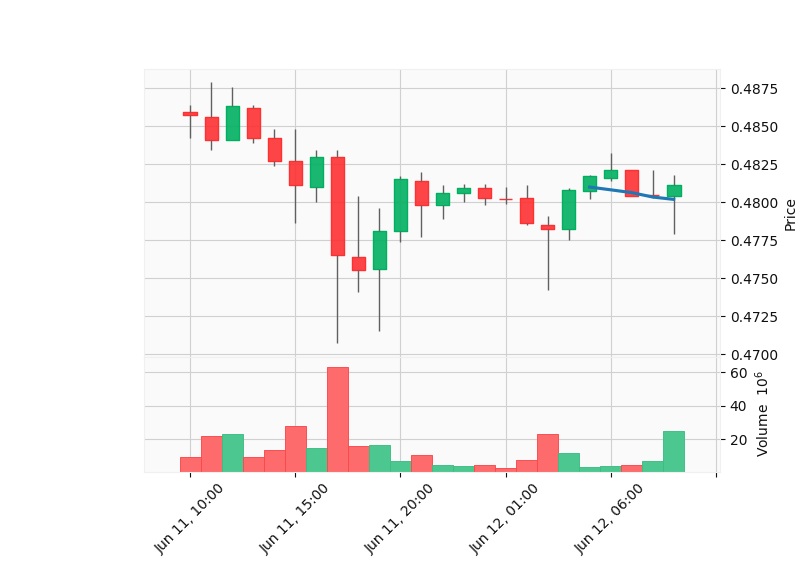 0.4875
0.4850
0.4825
0.4800
0.4775
0.4750
0.4725
0.4700
Price
60
40
20
Volume 10⁶
Jun 11, 10:00
Jun 11, 15:00
Jun 11, 20:00
Jun 12, 01:00
Jun 12, 06:00